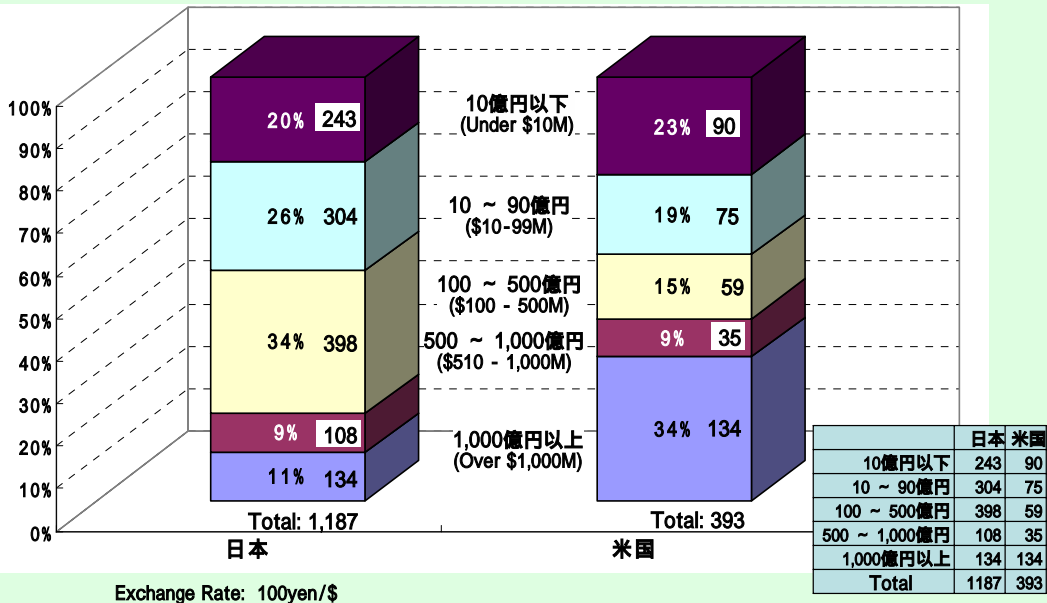 100%
90%
80%
70%
60%
50%
40%
30%
20%
10%
0%
20% 243
26% 304
34% 398
9% 108
11% 134
Total: 1,187
日本
10億円以下
(Under $10M)
10 ~ 90億円
($10-99M)
100 ~ 500億円
($100 - 500M)
500 ~ 1,000億円
($510 - 1,000M)
1,000億円以上
(Over $1,000M)
23% 90
19% 75
15% 59
9% 35
34% 134
Total: 393
米国
日本 米国
10億円以下 243 90
10 ~ 90億円 304 75
100 ~ 500億円 398 59
500 ~ 1,000億円 108 35
1,000億円以上 134 134
Total 1187 393
Exchange Rate: 100yen/$